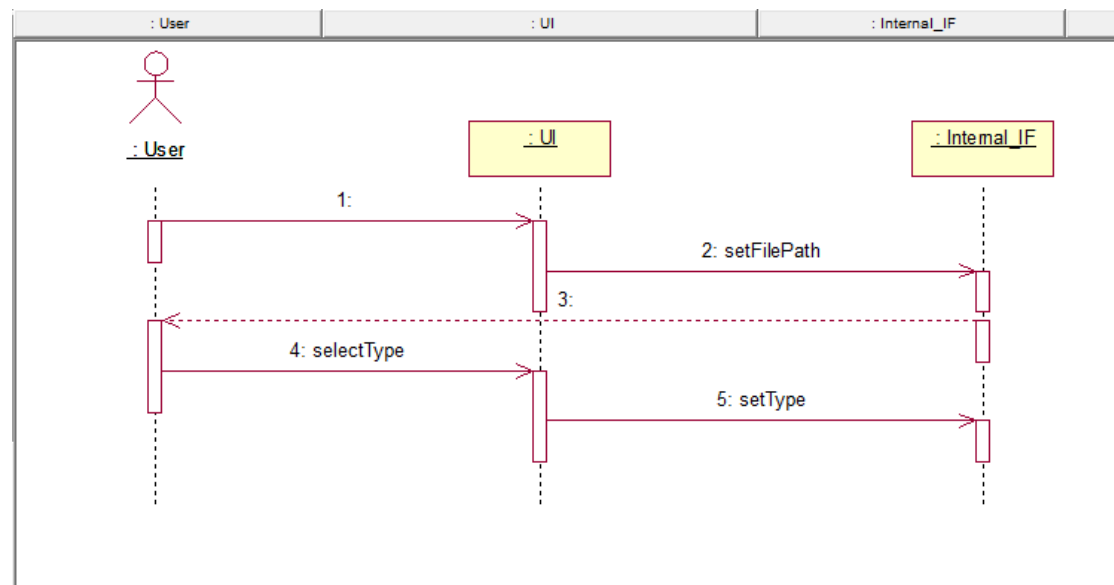 : User
: UI
: Internal_IF
: User
: UI
: Internal_IF
1:
2: setFilePath
3:
4: selectType
5: setType